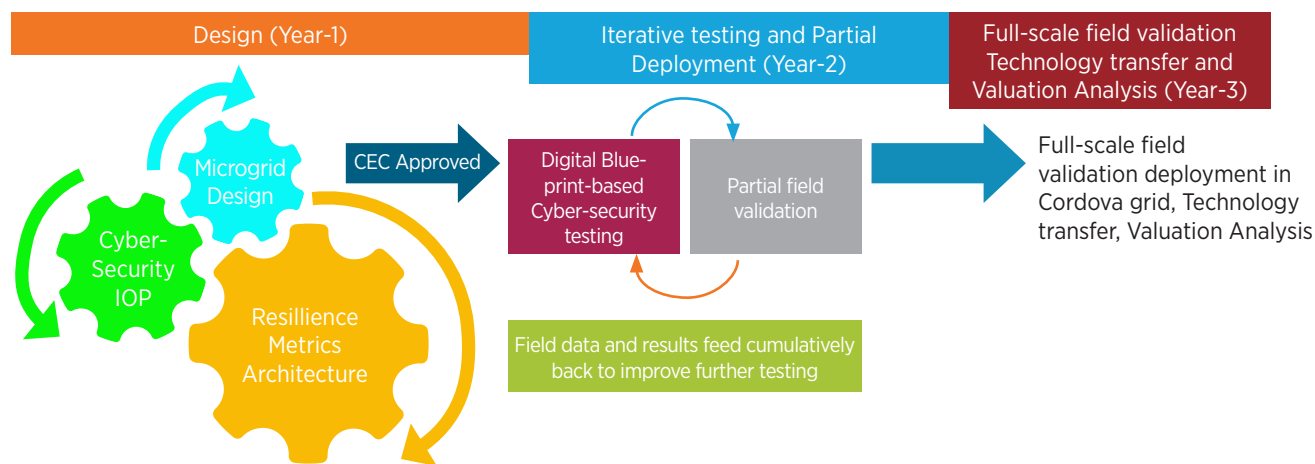 Design (Year-1)
Iterative testing and Partial
Deployment (Year-2)
Full-scale field validation
Technology transfer and
Valuation Analysis (Year-3)
Microgrid
Design
Cyber-
Security
IOP
Resillience
Metrics
Architecture
CEC Approved
Digital Blue-
print-based
Cyber-security
testing
Partial field
validation
Field data and results feed cumulatively
back to improve further testing
Full-scale field
validation deployment in
Cordova grid, Technology
transfer, Valuation Analysis